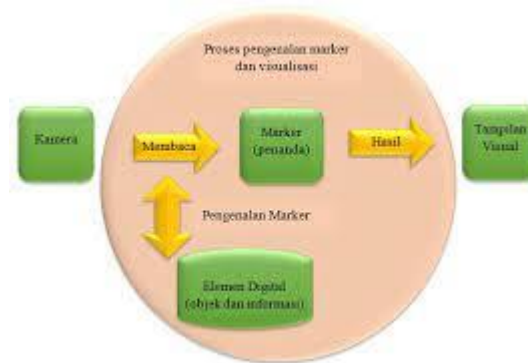 Proses pengenalan marker
dan visualisasi
Kamera
Membaca
Marker
(penanda)
Hasil
Tampilan
Visual
Pengenalan Marker
Elemen Digital
(objek dan informasi)